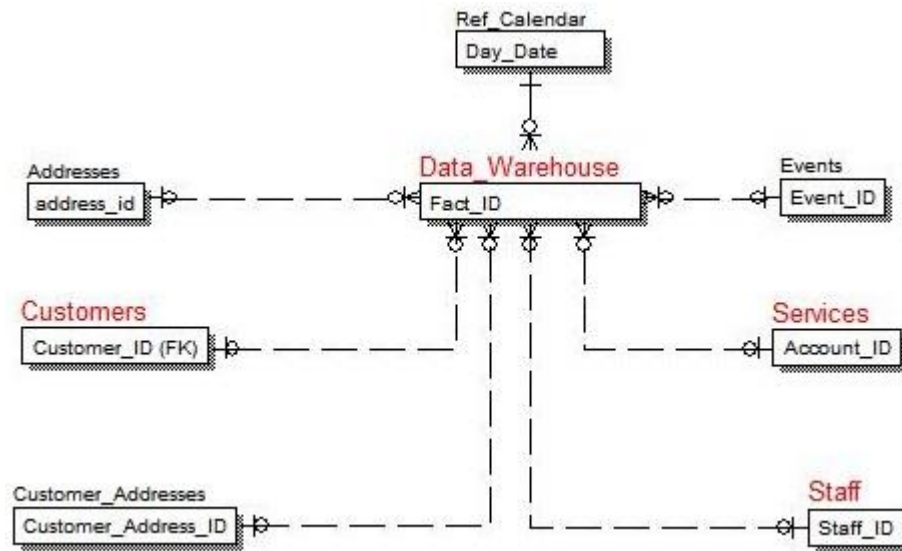 Ref_Calendar
Day_Date
Addresses
address_id
Data_Warehouse
Fact_ID
Events
Event_ID
Customers
Customer_ID (FK)
Services
Account_ID
Customer_Addresses
Customer_Address_ID
Staff
Staff_ID